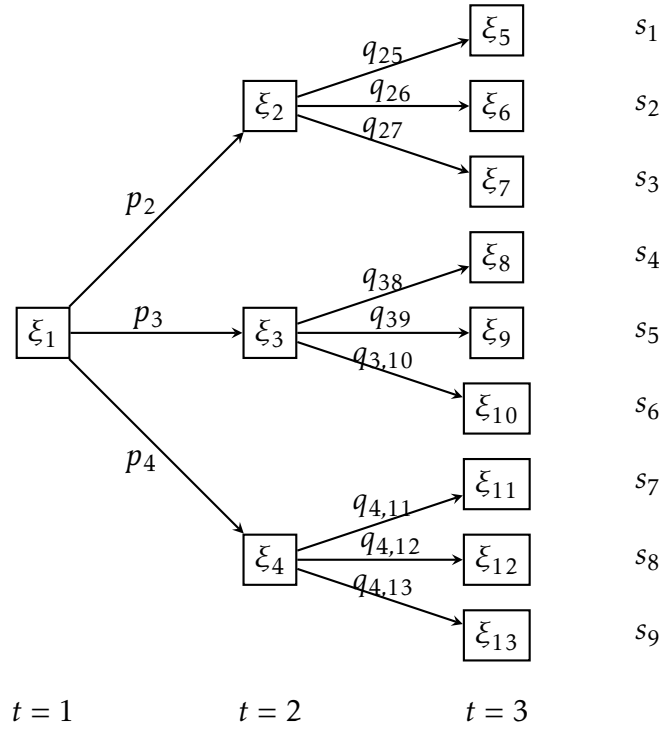 ξ₅ s₁
q₂₅
ξ₂ q₂₆ ξ₆ s₂
q₂₇
ξ₇ s₃
p₂
ξ₈ s₄
q₃₈
ξ₁ p₃ ξ₃ q₃₉ ξ₉ s₅
q₃,₁₀
ξ₁₀ s₆
p₄
ξ₁₁ s₇
q₄,₁₁
ξ₄ q₄,₁₂ ξ₁₂ s₈
q₄,₁₃
ξ₁₃ s₉
t = 1 t = 2 t = 3